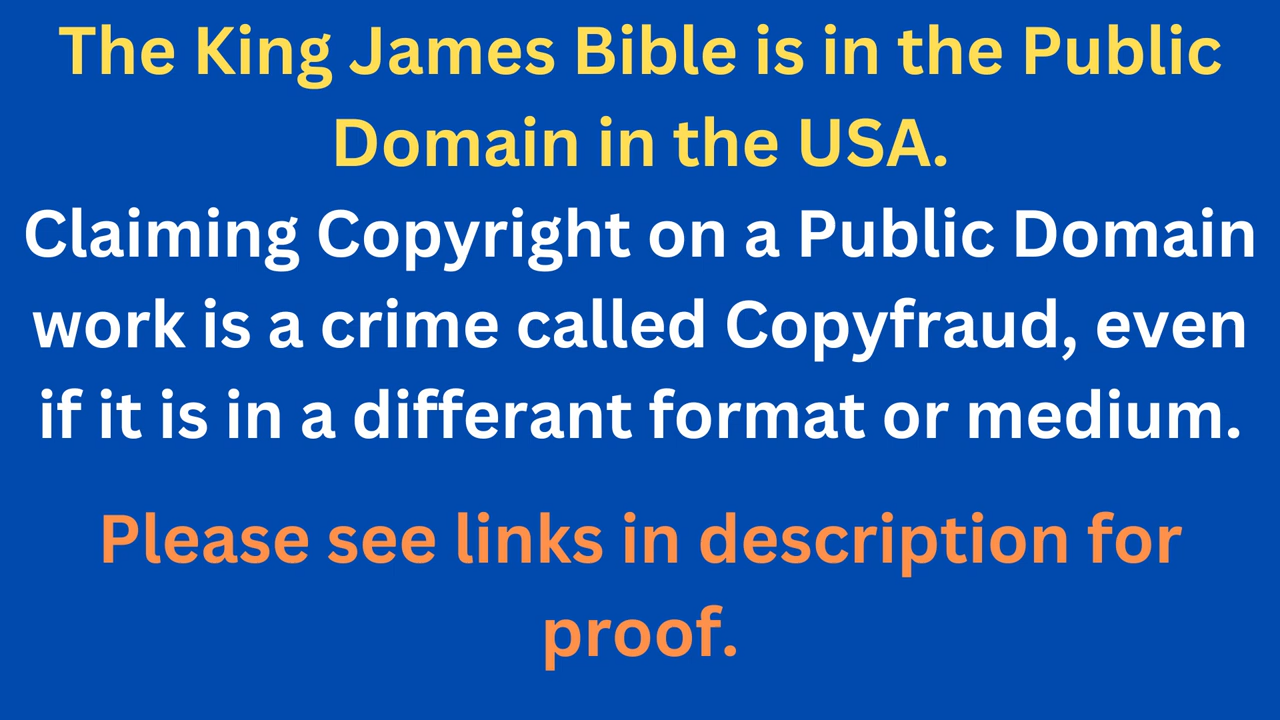 The King James Bible is in the Public
Domain in the USA.
Claiming Copyright on a Public Domain
work is a crime called Copyfraud, even
if it is in a differant format or medium.
Please see links in description for
proof.